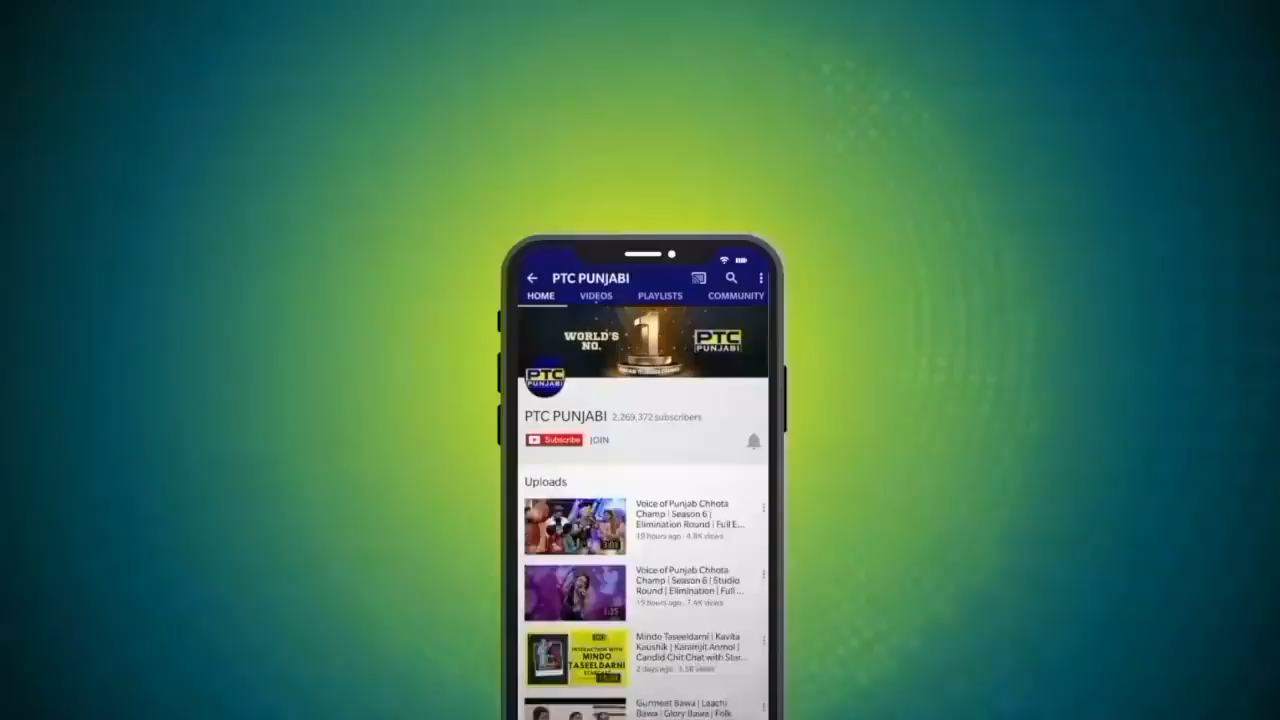 PTC PUNJABI
HOME VIDEOS PLAYLISTS COMMUNITY
WORLD'S
NO.
1
PTC
PUNJABI
PTC
PUNJABI
PTC PUNJABI 2,269,372 subscribers
Subscribe JOIN
Uploads
Voice of Punjab Chhota
Champ | Season 6 |
Elimination Round | Full E...
19 hours ago · 4.8K views
Voice of Punjab Chhota
Champ | Season 6 | Studio
Round | Elimination | Full ...
19 hours ago · 7.4K views
1:35
INTERACTION WITH
MINDO
TASEELDARNI
Mindo Taseeldarni | Kavita
Kaushik | Karamjit Anmol |
Candid Chit Chat with Star...
2 days ago · views
Gurmeet Bawa | Laachi
Bawa | Glory Bawa | Folk